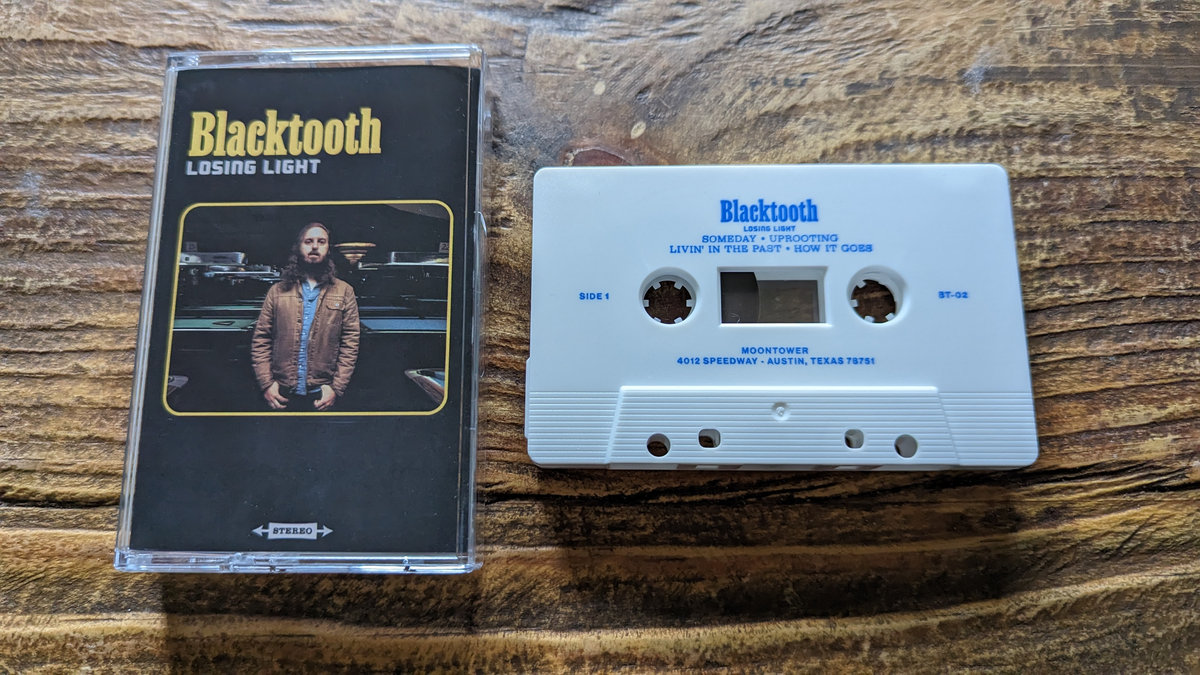 Blacktooth
LOSING LIGHT
STEREO
Blacktooth
LOSING LIGHT
SOMEDAY • UPROOTING
LIVIN' IN THE PAST • HOW IT GOES
SIDE 1
BT-02
MOONTOWER
4012 SPEEDWAY - AUSTIN, TEXAS 78751